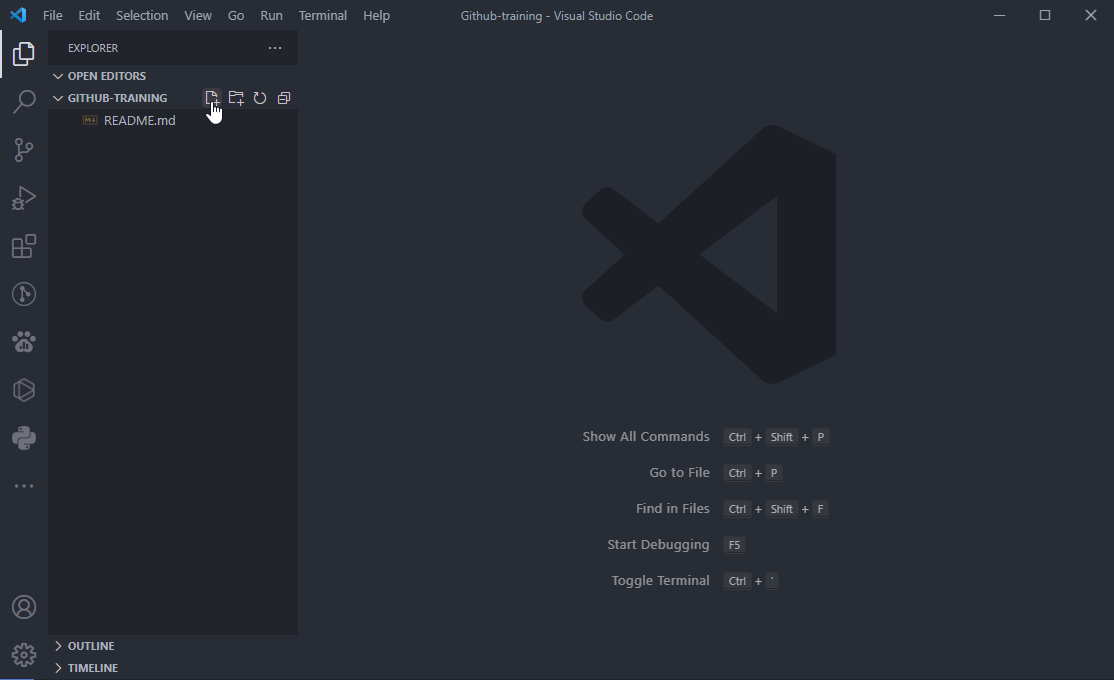 File Edit Selection View Go Run Terminal Help Github-training - Visual Studio Code
EXPLORER
OPEN EDITORS
GITHUB-TRAINING
README.md
Show All Commands Ctrl + Shift + P
Go to File Ctrl + P
Find in Files Ctrl + Shift + F
Start Debugging F5
Toggle Terminal Ctrl + `
OUTLINE
TIMELINE